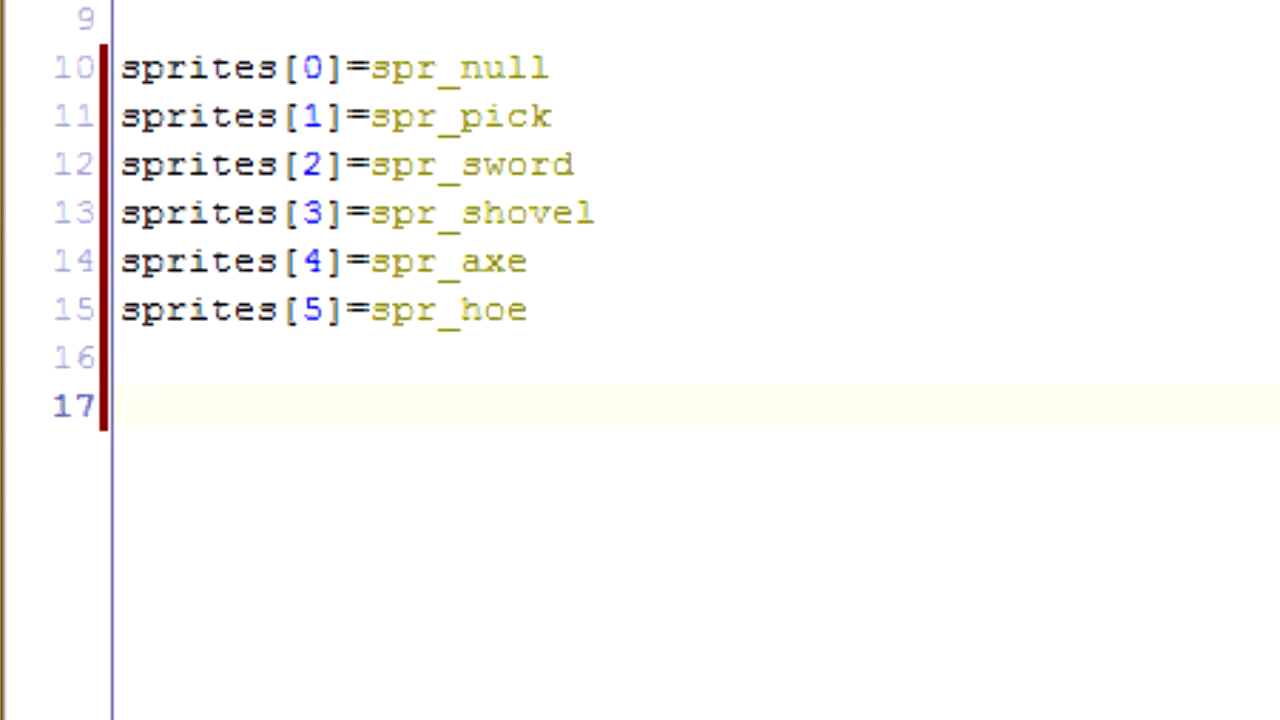 9
10 sprites[0]=spr_null
11 sprites[1]=spr_pick
12 sprites[2]=spr_sword
13 sprites[3]=spr_shovel
14 sprites[4]=spr_axe
15 sprites[5]=spr_hoe
16
17